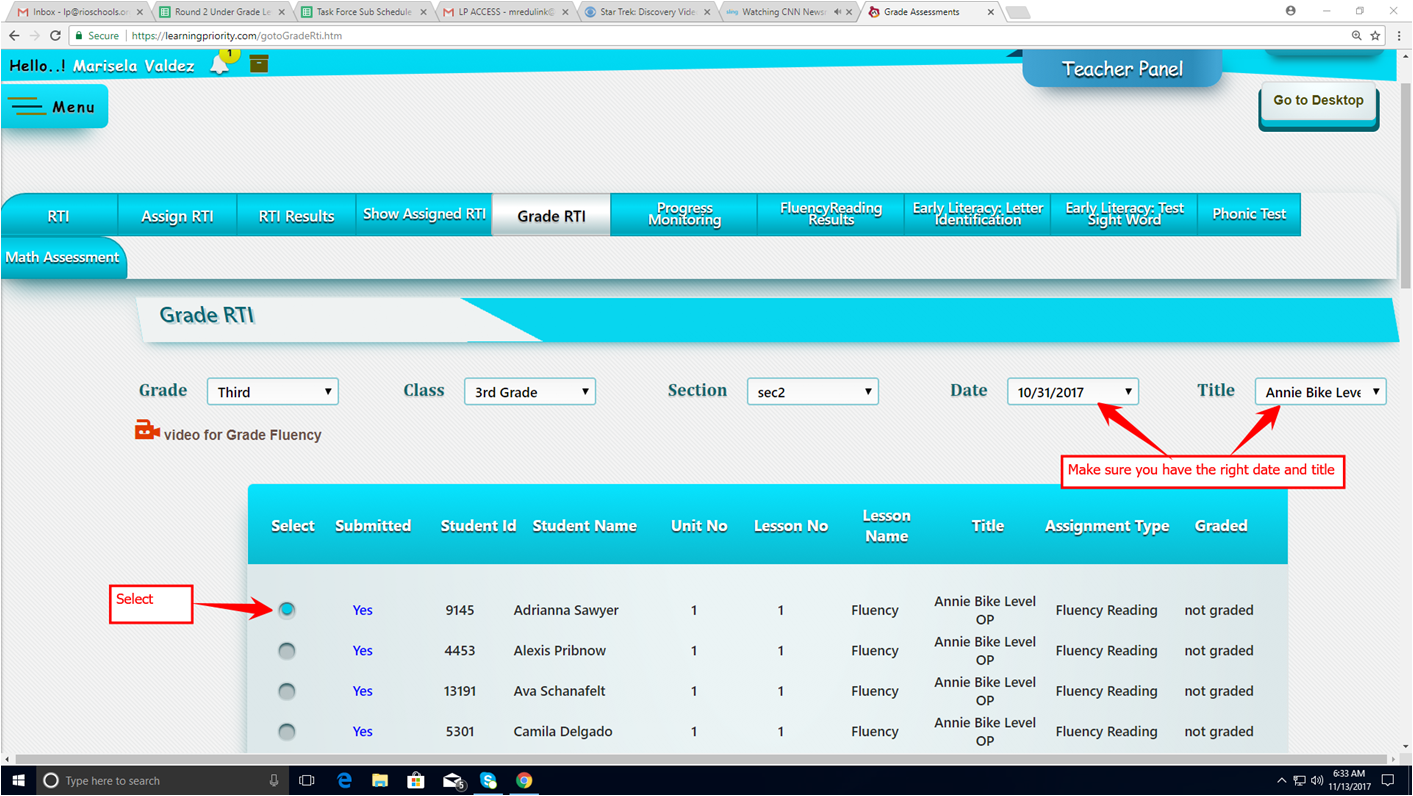 Inbox - lp@rioschools.or
Round 2 Under Grade Le
Task Force Sub Schedule
LP ACCESS - mredulink@
Star Trek: Discovery Vide
Watching CNN News
Grade Assessments
Secure https://learningpriority.com/gotoGradeRti.htm
Hello..! Marisela Valdez 1
Teacher Panel
Menu
Go to Desktop
RTI
Assign RTI
RTI Results
Show Assigned RTI
Grade RTI
Progress
Monitoring
FluencyReading
Results
Early Literacy: Letter
Identification
Early Literacy: Test
Sight Word
Phonic Test
Math Assessment
Grade RTI
Grade Third Class 3rd Grade Section sec2 Date 10/31/2017 Title Annie Bike Leve
video for Grade Fluency
Make sure you have the right date and title
Select Submitted Student Id Student Name Unit No Lesson No Lesson Name Title Assignment Type Graded
Select
Yes 9145 Adrianna Sawyer 1 1 Fluency Annie Bike Level OP Fluency Reading not graded
Yes 4453 Alexis Pribnow 1 1 Fluency Annie Bike Level OP Fluency Reading not graded
Yes 13191 Ava Schanafelt 1 1 Fluency Annie Bike Level OP Fluency Reading not graded
Yes 5301 Camila Delgado 1 1 Fluency Annie Bike Level OP Fluency Reading not graded
Type here to search
5
6:33 AM
11/13/2017